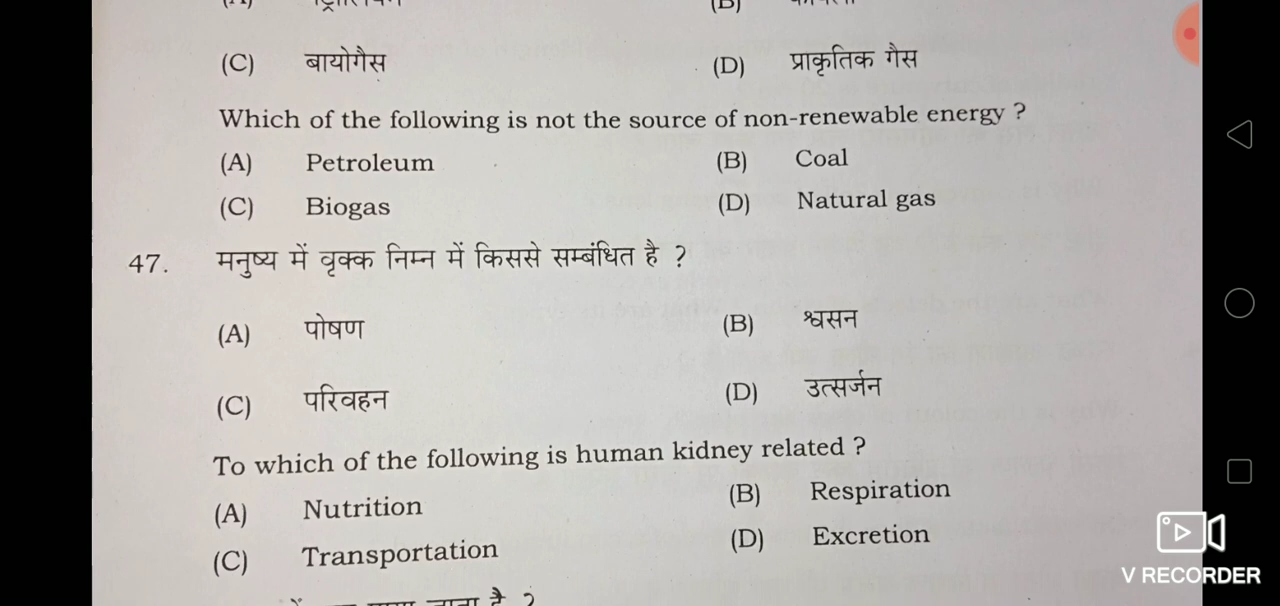 (C) बायोगैस (D) प्राकृतिक गैस
Which of the following is not the source of non-renewable energy ?
(A) Petroleum (B) Coal
(C) Biogas (D) Natural gas
47. मनुष्य में वृक्क निम्न में किससे सम्बंधित है ?
(A) पोषण (B) श्वसन
(C) परिवहन (D) उत्सर्जन
To which of the following is human kidney related ?
(A) Nutrition (B) Respiration
(C) Transportation (D) Excretion
V RECORDER